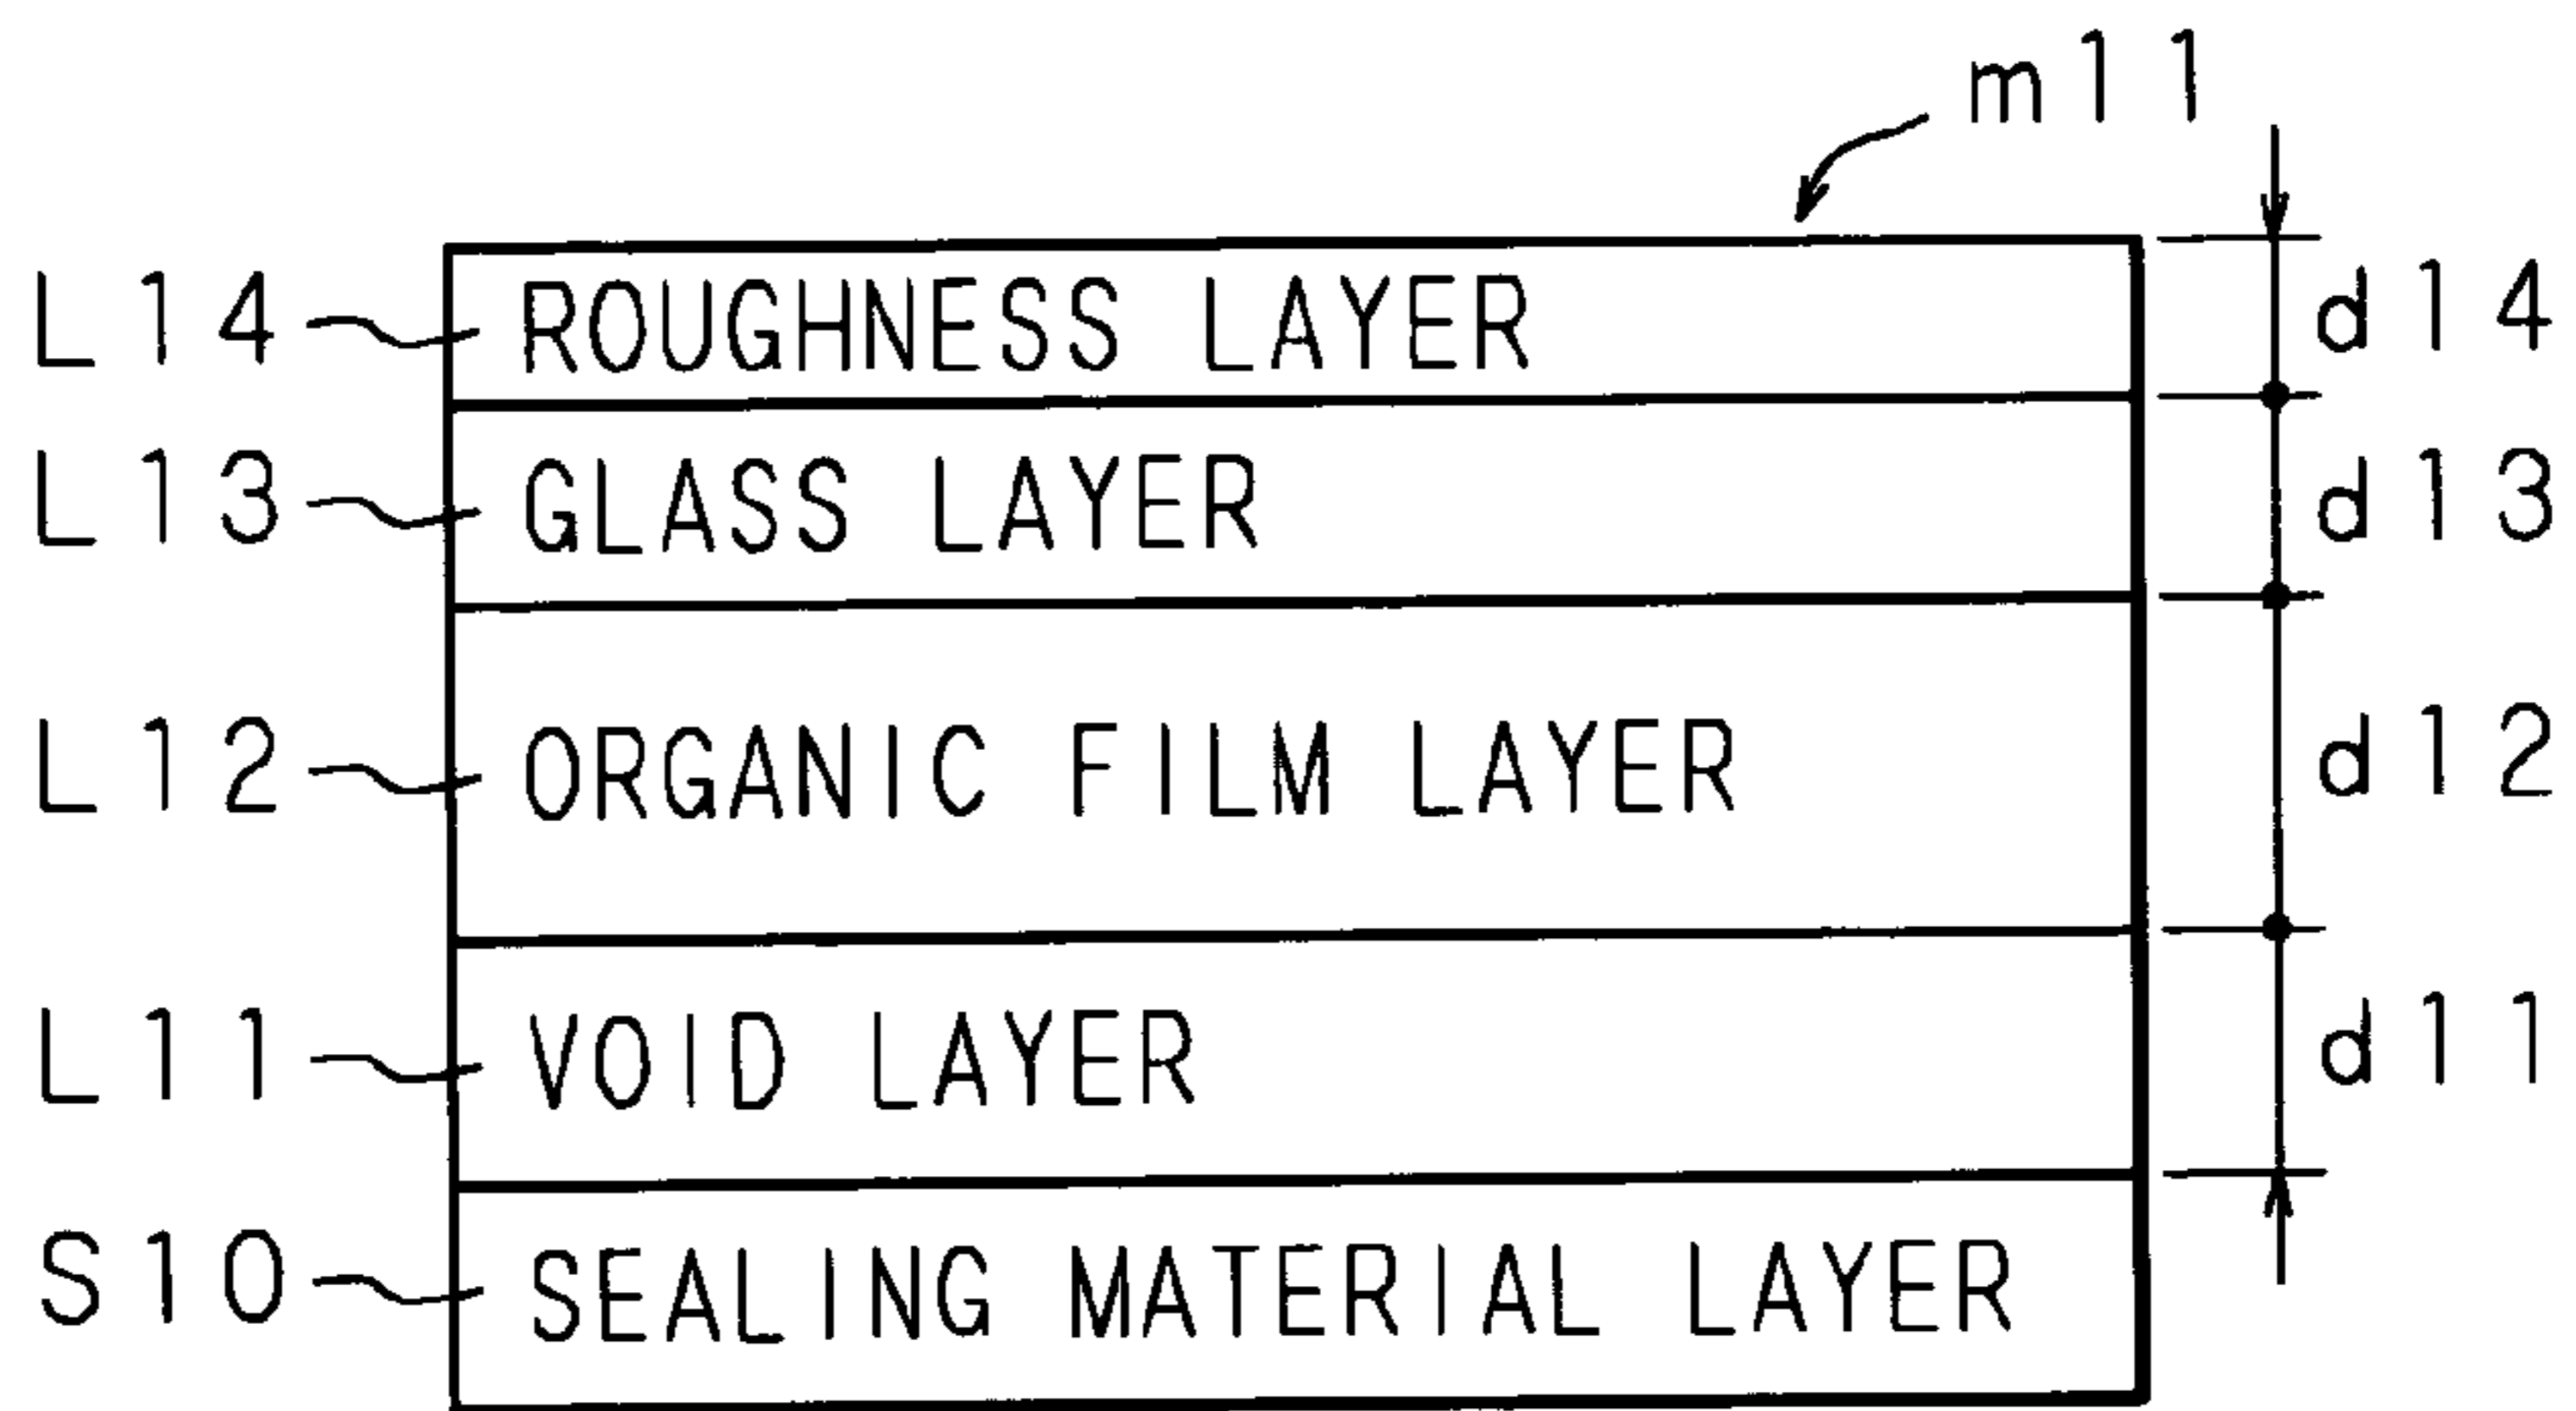 m11
L14 ROUGHNESS LAYER d14
L13 GLASS LAYER d13
L12 ORGANIC FILM LAYER d12
L11 VOID LAYER d11
S10 SEALING MATERIAL LAYER